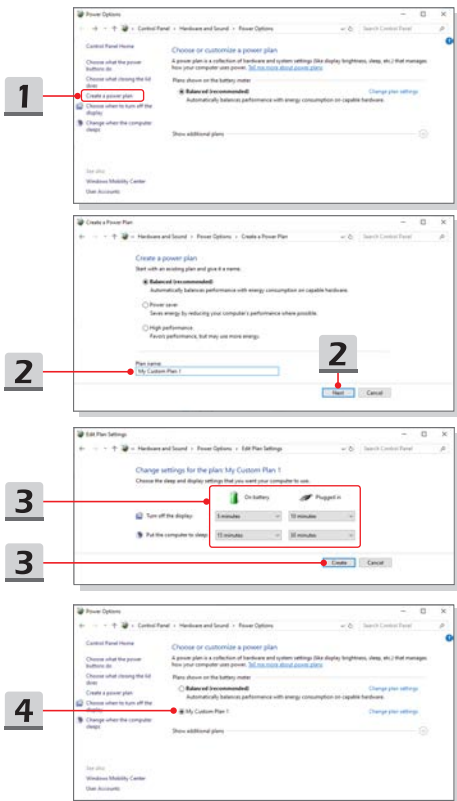 Power Options
Control Panel › Hardware and Sound › Power Options
Search Control Panel
Control Panel Home
Choose what the power
buttons do
Choose what closing the lid
does
Create a power plan
Choose when to turn off the
display
Change when the computer
sleeps
See also
Windows Mobility Center
User Accounts
Choose or customize a power plan
A power plan is a collection of hardware and system settings (like display brightness, sleep, etc.) that manages
how your computer uses power. Tell me more about power plans
Plans shown on the battery meter
Balanced (recommended)
Change plan settings
Automatically balances performance with energy consumption on capable hardware.
Show additional plans
1
Create a Power Plan
Hardware and Sound › Power Options › Create a Power Plan
Search Control Panel
Create a power plan
Start with an existing plan and give it a name.
Balanced (recommended)
Automatically balances performance with energy consumption on capable hardware.
Power saver
Saves energy by reducing your computer's performance where possible.
High performance
Favors performance, but may use more energy.
Plan name:
My Custom Plan 1
2
2
Next
Cancel
Edit Plan Settings
Hardware and Sound › Power Options › Edit Plan Settings
Search Control Panel
Change settings for the plan: My Custom Plan 1
Choose the sleep and display settings that you want your computer to use.
On battery
Plugged in
Turn off the display:
5 minutes
10 minutes
Put the computer to sleep:
15 minutes
30 minutes
3
3
Create
Cancel
Power Options
Control Panel › Hardware and Sound › Power Options
Search Control Panel
Control Panel Home
Choose what the power
buttons do
Choose what closing the lid
does
Create a power plan
Choose when to turn off the
display
Change when the computer
sleeps
See also
Windows Mobility Center
User Accounts
Choose or customize a power plan
A power plan is a collection of hardware and system settings (like display brightness, sleep, etc.) that manages
how your computer uses power. Tell me more about power plans
Plans shown on the battery meter
Balanced (recommended)
Change plan settings
Automatically balances performance with energy consumption on capable hardware.
My Custom Plan 1
Change plan settings
Show additional plans
4